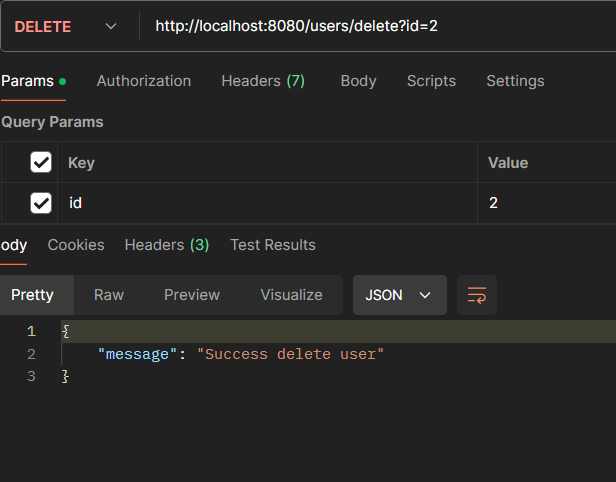 DELETE http://localhost:8080/users/delete?id=2
Params Authorization Headers (7) Body Scripts Settings
Query Params
Key Value
id 2
ody Cookies Headers (3) Test Results
Pretty Raw Preview Visualize JSON
1 {
2 "message": "Success delete user"
3 }